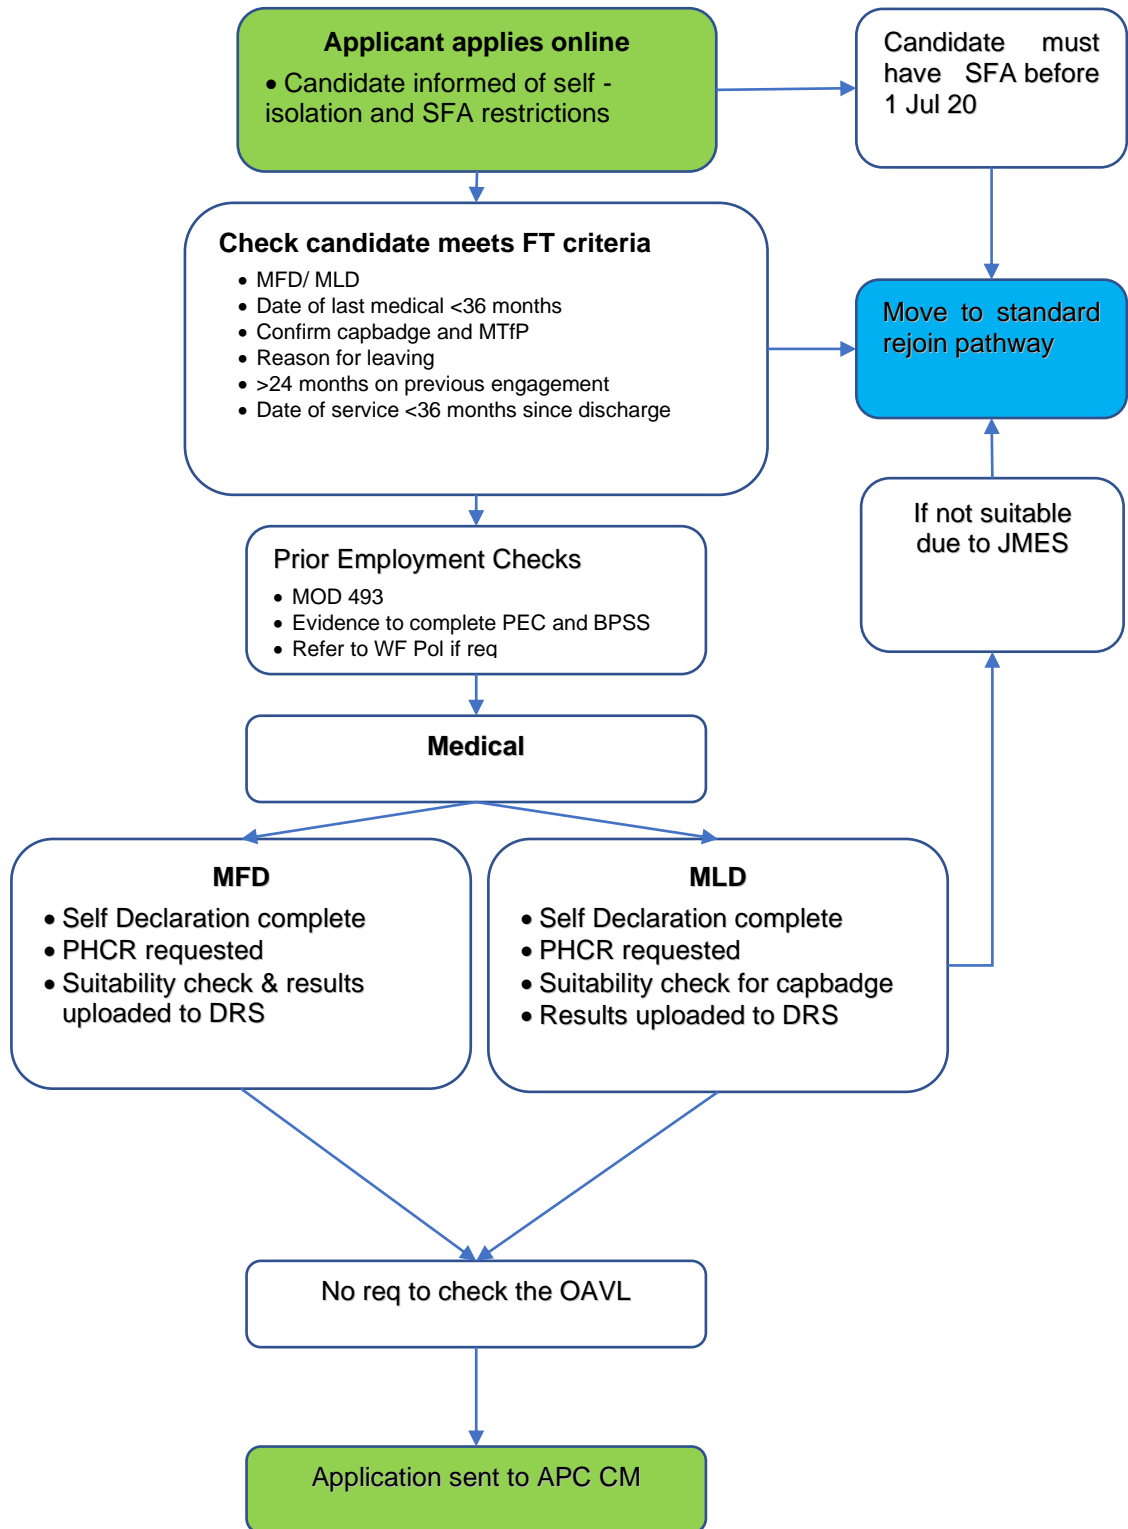 Applicant applies online
• Candidate informed of self -
isolation and SFA restrictions
Candidate must
have SFA before
1 Jul 20
Check candidate meets FT criteria
• MFD/ MLD
• Date of last medical <36 months
• Confirm capbadge and MTfP
• Reason for leaving
• >24 months on previous engagement
• Date of service <36 months since discharge
Move to standard
rejoin pathway
If not suitable
due to JMES
Prior Employment Checks
• MOD 493
• Evidence to complete PEC and BPSS
• Refer to WF Pol if req
Medical
MFD
• Self Declaration complete
• PHCR requested
• Suitability check & results
uploaded to DRS
MLD
• Self Declaration complete
• PHCR requested
• Suitability check for capbadge
• Results uploaded to DRS
No req to check the OAVL
Application sent to APC CM